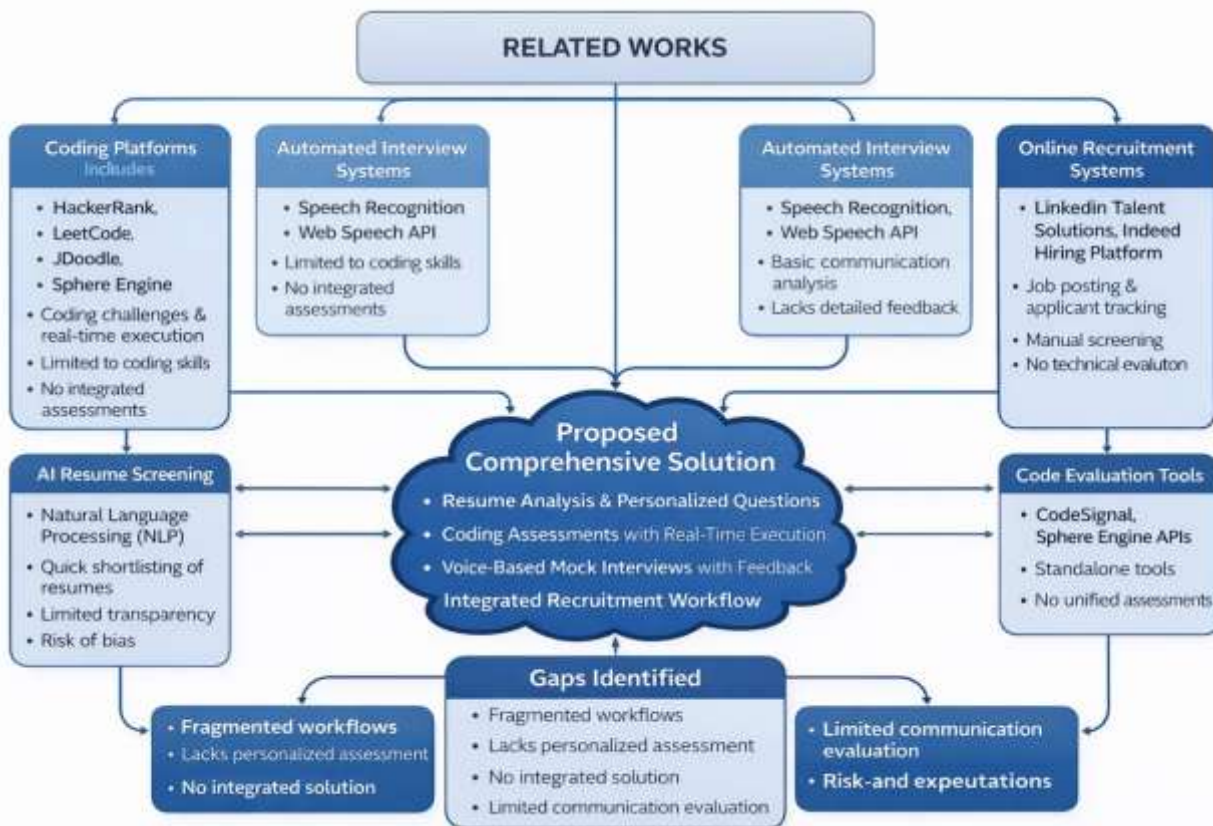 RELATED WORKS
Coding Platforms
includes
• HackerRank,
• LeetCode,
• JDoodle,
• Sphere Engine
• Coding challenges &
real-time execution
• Limited to coding skills
• No integrated
assessments
Automated Interview
Systems
• Speech Recognition
• Web Speech API
• Limited to coding skills
• No integrated
assessments
Automated Interview
Systems
• Speech Recognition,
Web Speech API
• Basic communication
analysis
• Lacks detailed feedback
Online Recruitment
Systems
• Linkedin Talent
Solutions, Indeed
Hiring Platform
• Job posting &
applicant tracking
• Manual screening
• No technical evaluton
AI Resume Screening
• Natural Language
Processing (NLP)
• Quick shortlisting of
resumes
• Limited transparency
• Risk of bias
Proposed
Comprehensive Solution
• Resume Analysis & Personalized Questions
• Coding Assessments with Real-Time Execution
• Voice-Based Mock Interviews with Feedback
Integrated Recruitment Workflow
Code Evaluation Tools
• CodeSignal,
Sphere Engine APIs
• Standalone tools
• No unified assessments
• Fragmented workflows
• Lacks personalized assessment
• No integrated solution
Gaps Identified
• Fragmented workflows
• Lacks personalized assessment
• No integrated solution
• Limited communication evaluation
• Limited communication
evaluation
• Risk-and expeutations